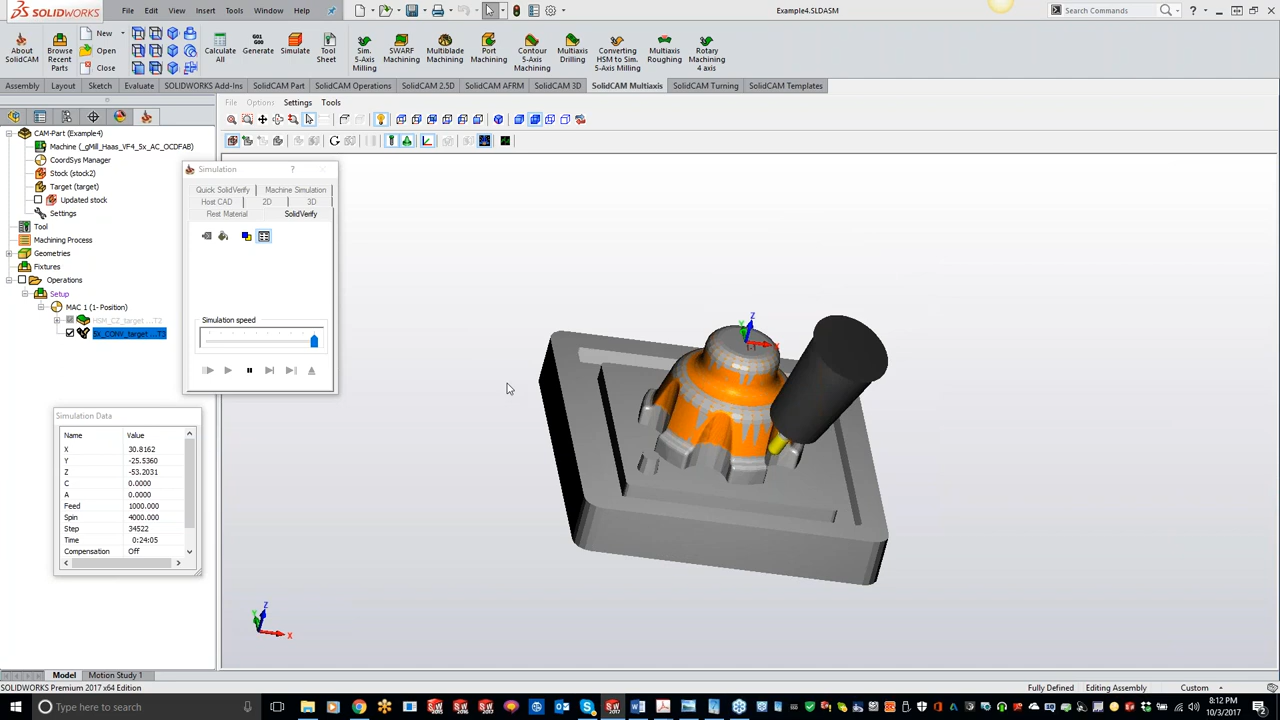 SOLIDWORKS
File Edit View Insert Tools Window Help
Example4.SLDASM
Search Commands
About SolidCAM
Browse Recent Parts
New
Open
Close
Calculate All
Generate
Simulate
Tool Sheet
Sim. 5-Axis Milling
SWARF Machining
Multiblade Machining
Port Machining
Contour 5-Axis Machining
Multiaxis Drilling
Converting HSM to Sim. 5-Axis Milling
Multiaxis Roughing
Rotary Machining 4 axis
Assembly Layout Sketch Evaluate SOLIDWORKS Add-Ins SolidCAM Part SolidCAM Operations SolidCAM 2.5D SolidCAM AFRM SolidCAM 3D SolidCAM Multiaxis SolidCAM Turning SolidCAM Templates
File Options Settings Tools
CAM-Part (Example4)
Machine (_gMill_Haas_VF4_5x_AC_OCDFAB)
CoordSys Manager
Stock (stock2)
Target (target)
Updated stock
Settings
Tool
Machining Process
Geometries
Fixtures
Operations
Setup
MAC 1 (1- Position)
HSM_CZ_target ...T2
5X_CONV_target ...T3
Simulation ?
Quick SolidVerify Machine Simulation
Host CAD 2D 3D
Rest Material SolidVerify
Simulation speed
Simulation Data
Name Value
X 30.8162
Y -25.5360
Z -53.2031
C 0.0000
A 0.0000
Feed 1000.000
Spin 4000.000
Step 34522
Time 0:24:05
Compensation Off
Z
Y
X
Z
Y
X
Model Motion Study 1
SOLIDWORKS Premium 2017 x64 Edition
Fully Defined Editing Assembly Custom
Type here to search
8:12 PM
10/3/2017